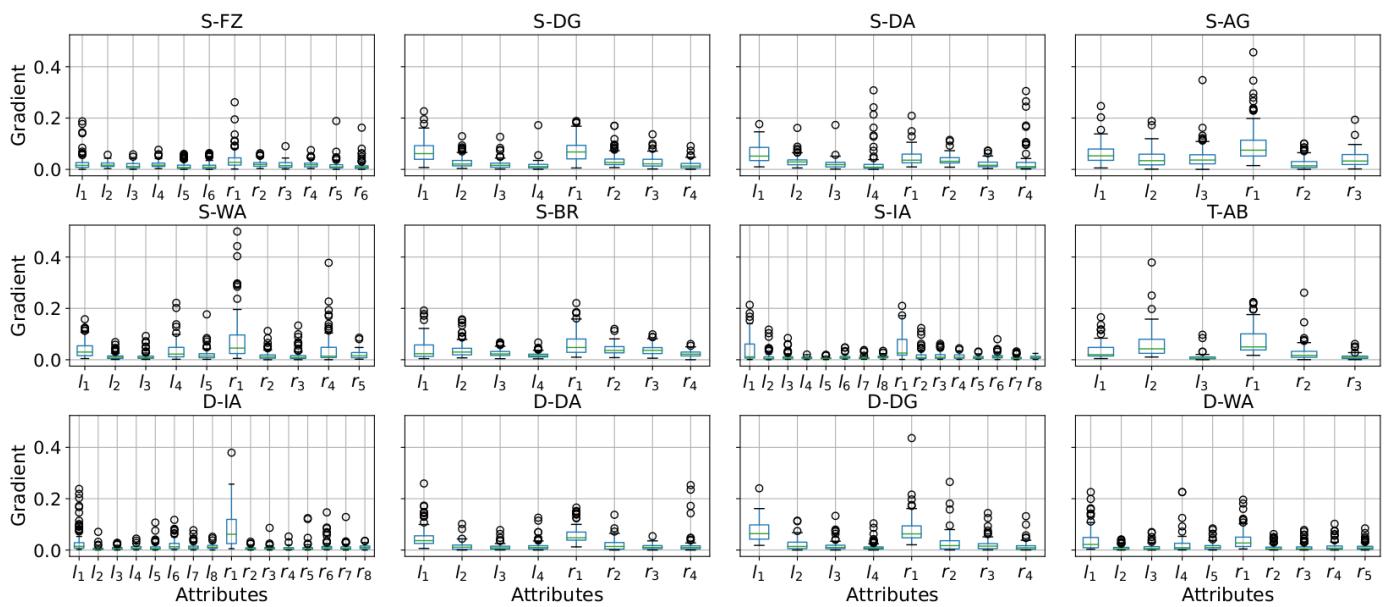 S-FZ S-DG S-DA S-AG
Gradient
0.4
0.2
0.0
l1 l2 l3 l4 l5 l6 r1 r2 r3 r4 r5 r6 l1 l2 l3 l4 r1 r2 r3 r4 l1 l2 l3 l4 r1 r2 r3 r4 l1 l2 l3 r1 r2 r3
S-WA S-BR S-IA T-AB
Gradient
0.4
0.2
0.0
l1 l2 l3 l4 l5 r1 r2 r3 r4 r5 l1 l2 l3 l4 r1 r2 r3 r4 l1 l2 l3 l4 l5 l6 l7 l8 r1 r2 r3 r4 r5 r6 r7 r8 l1 l2 l3 r1 r2 r3
D-IA D-DA D-DG D-WA
Gradient
0.4
0.2
0.0
l1 l2 l3 l4 l5 l6 l7 l8 r1 r2 r3 r4 r5 r6 r7 r8 l1 l2 l3 l4 r1 r2 r3 r4 l1 l2 l3 l4 r1 r2 r3 r4 l1 l2 l3 l4 l5 r1 r2 r3 r4 r5
Attributes Attributes Attributes Attributes